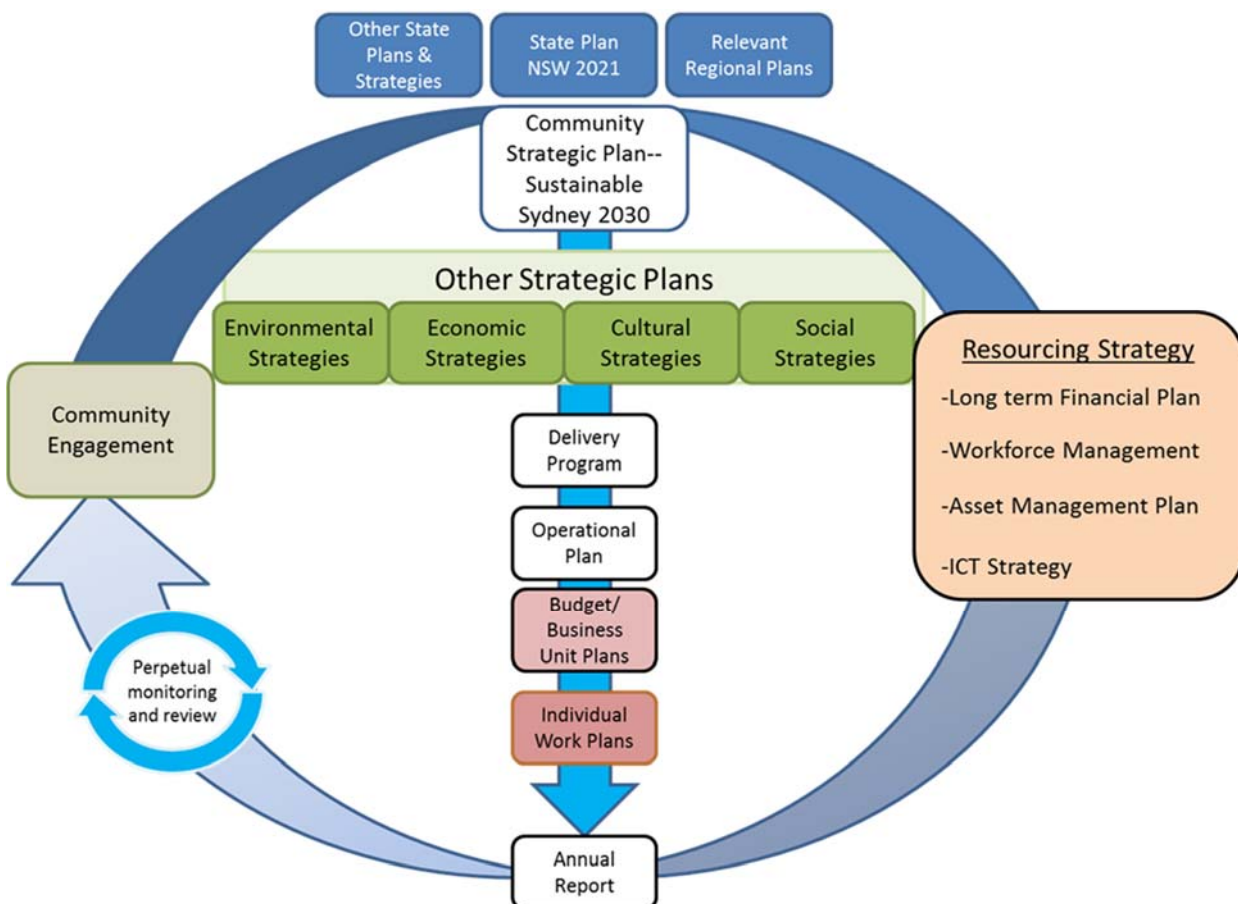 Other State
Plans &
Strategies
State Plan
NSW 2021
Relevant
Regional Plans
Community
Strategic Plan--
Sustainable
Sydney 2030
Other Strategic Plans
Environmental
Strategies
Economic
Strategies
Cultural
Strategies
Social
Strategies
Community
Engagement
Resourcing Strategy
-Long term Financial Plan
-Workforce Management
-Asset Management Plan
-ICT Strategy
Delivery
Program
Operational
Plan
Budget/
Business
Unit Plans
Perpetual
monitoring
and review
Individual
Work Plans
Annual
Report